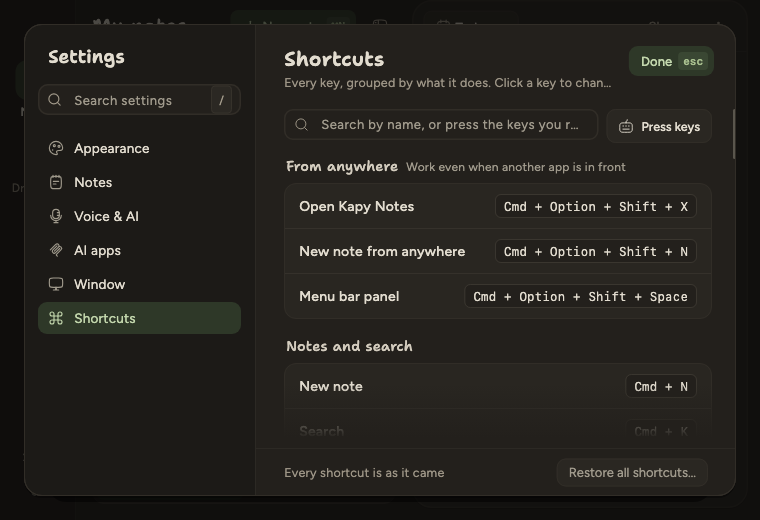 My notes
Settings
Search settings
/
Appearance
Notes
Voice & AI
AI apps
Window
Shortcuts
Shortcuts
Every key, grouped by what it does. Click a key to chan...
Done esc
Search by name, or press the keys you r...
Press keys
From anywhere Work even when another app is in front
Open Kapy Notes Cmd + Option + Shift + X
New note from anywhere Cmd + Option + Shift + N
Menu bar panel Cmd + Option + Shift + Space
Notes and search
New note Cmd + N
Search Cmd + K
Every shortcut is as it came
Restore all shortcuts...